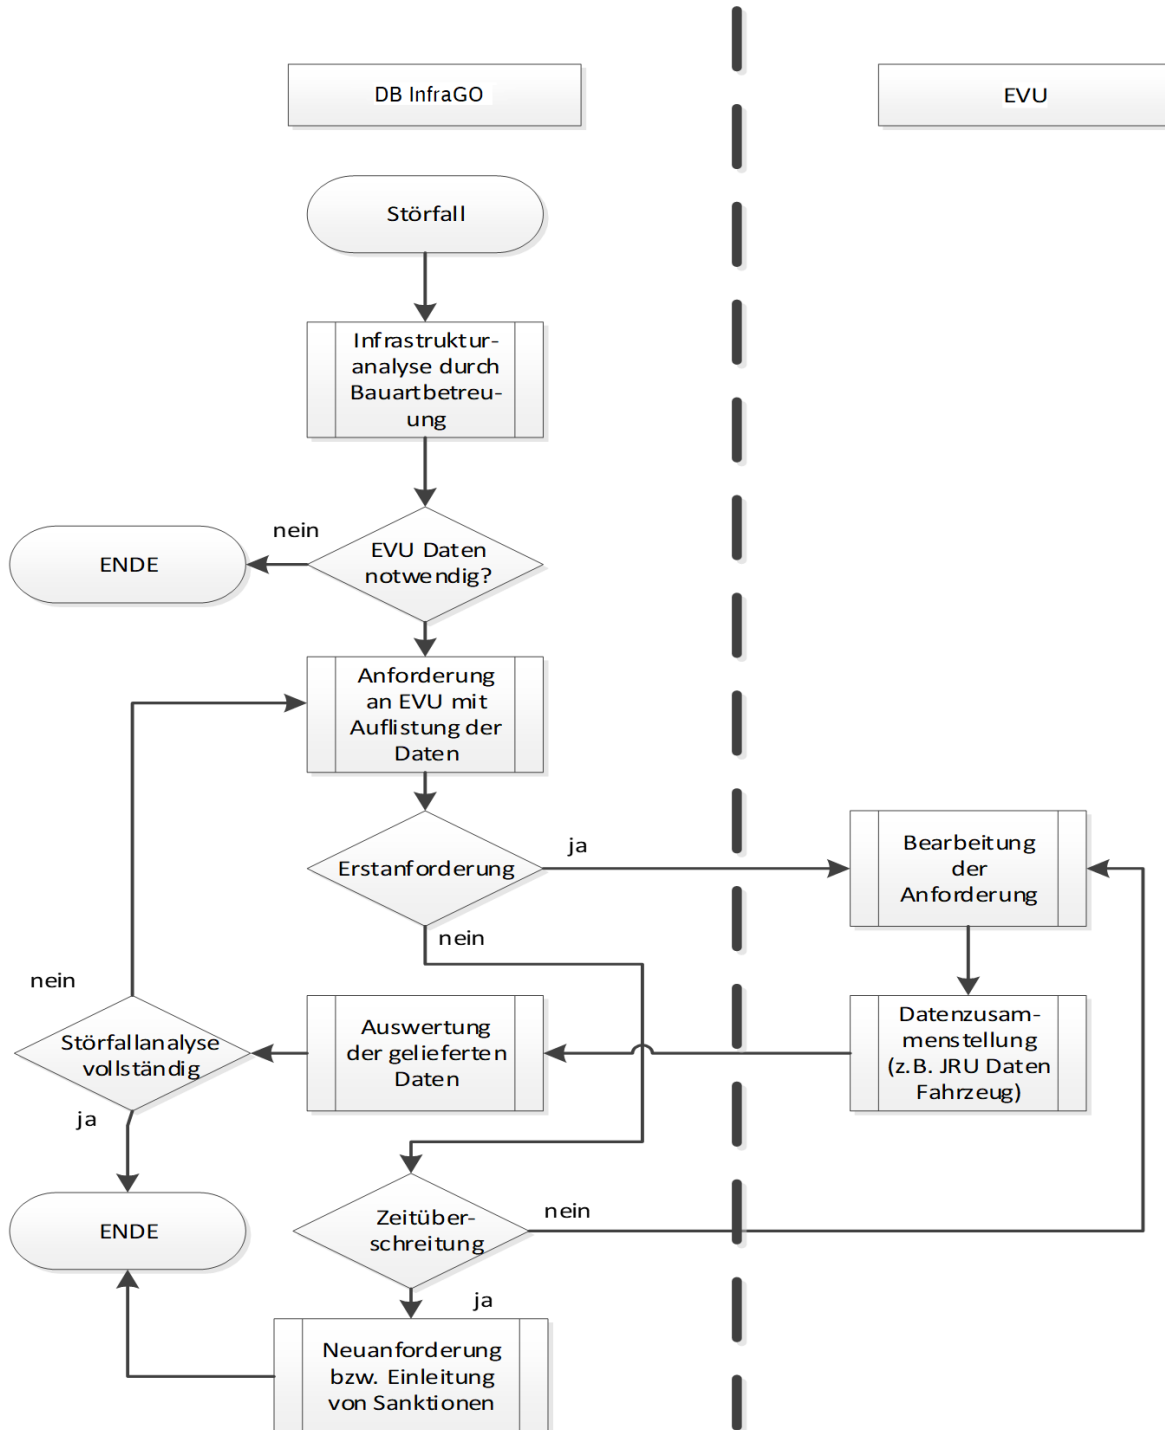 DB InfraGO
EVU
Störfall
Infrastruktur-
analyse durch
Bauartbetreu-
ung
nein
EVU Daten
notwendig?
ENDE
Anforderung
an EVU mit
Auflistung der
Daten
Erstanforderung
ja
Bearbeitung
der
Anforderung
nein
nein
Störfallanalyse
vollständig
Auswertung
der gelieferten
Daten
Datenzusam-
menstellung
(z.B. JRU Daten
Fahrzeug)
ja
ENDE
Zeitüber-
schreitung
nein
ja
Neuanforderung
bzw. Einleitung
von Sanktionen